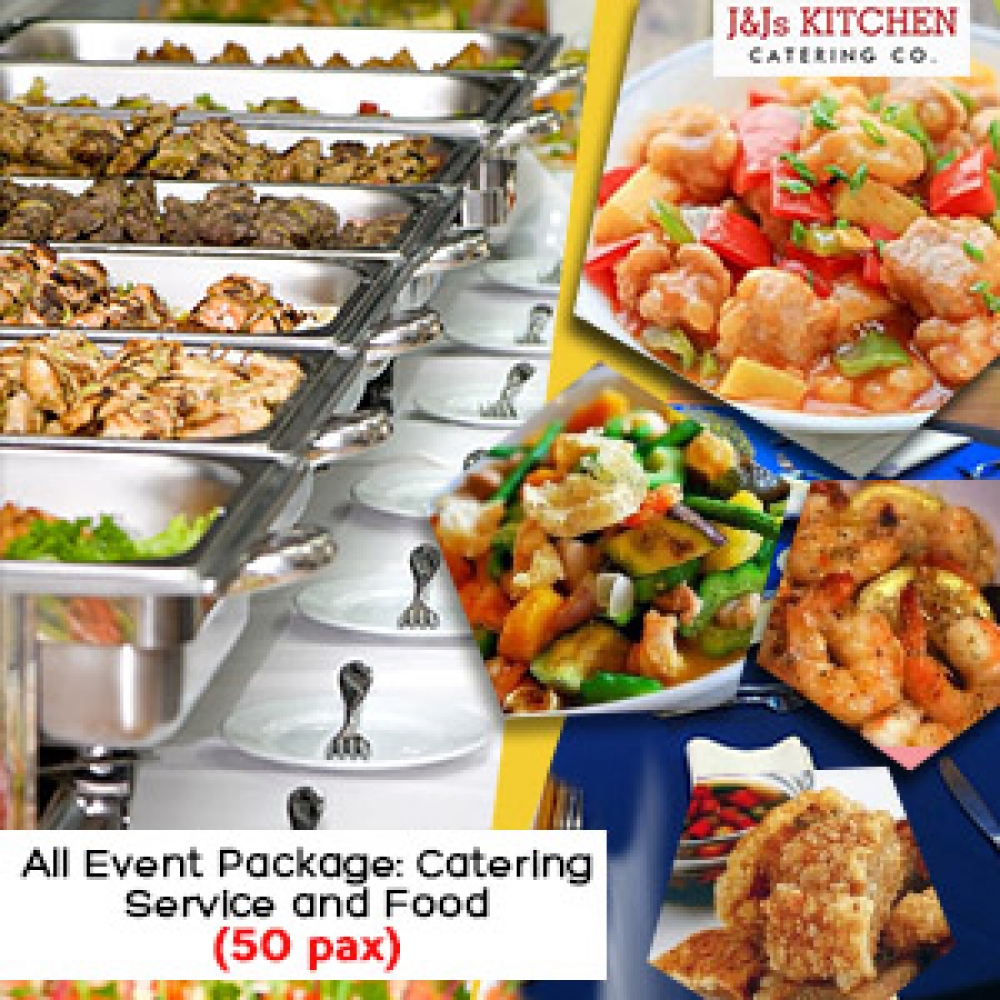 J&Js KITCHEN
CATERING CO.
All Event Package: Catering
Service and Food
(50 pax)